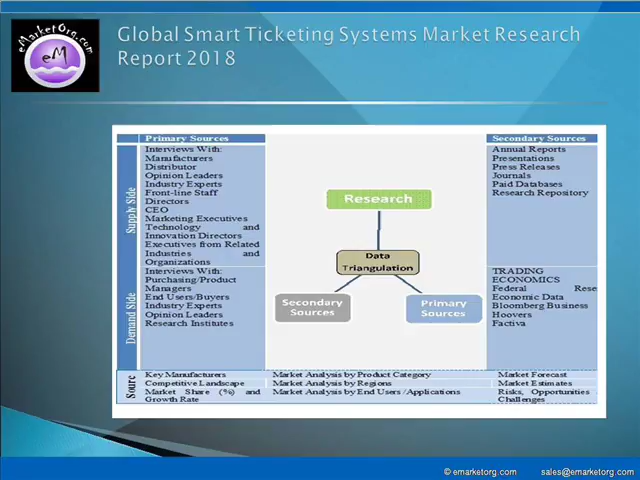 eMarketOrg.com
eM
Global Smart Ticketing Systems Market Research
Report 2018
Primary Sources
Secondary Sources
Supply Side
Interviews With:
Manufacturers
Distributor
Opinion Leaders
Industry Experts
Front-line Staff
Directors
CEO
Marketing Executives
Technology and
Innovation Directors
Executives from Related
Industries and
Organizations
Annual Reports
Presentations
Press Releases
Journals
Paid Databases
Research Repository
Research
Data
Triangulation
Secondary
Sources
Primary
Sources
Demand Side
Interviews With:
Purchasing/Product
Managers
End Users/Buyers
Industry Experts
Opinion Leaders
Research Institutes
TRADING
ECONOMICS
Federal Rese
Economic Data
Bloomberg Business
Hoovers
Factiva
Sourc
Key Manufacturers
Competitive Landscape
Market Share (%) and
Growth Rate
Market Analysis by Product Category
Market Analysis by Regions
Market Analysis by End Users /Applications
Market Forecast
Market Estimates
Risks, Opportunities
Challenges
© emarketorg.com
sales@emarketorg.com